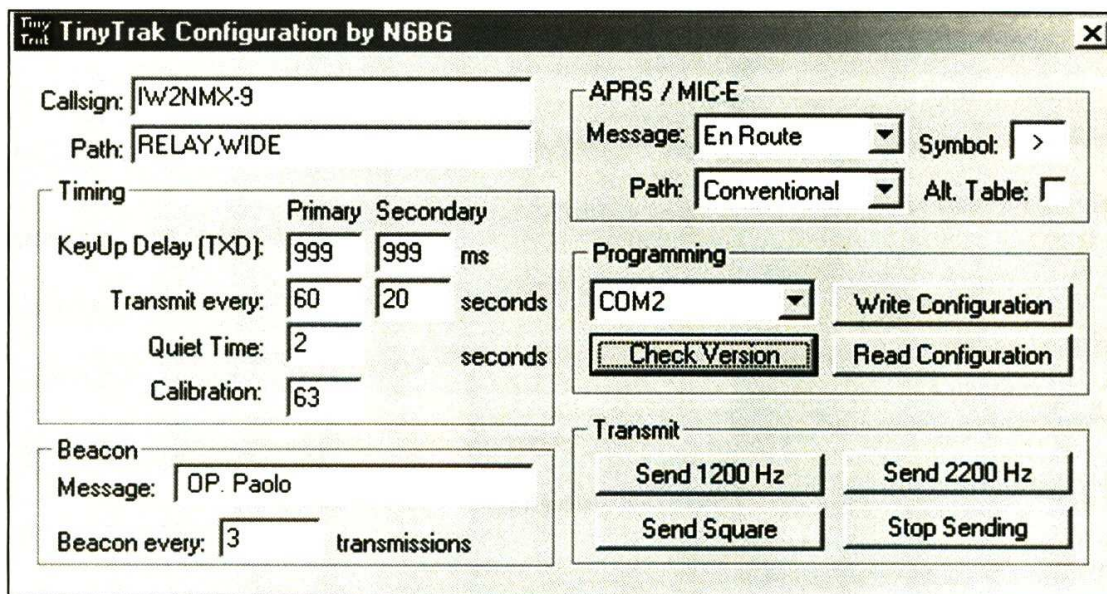 Tiny Trak TinyTrak Configuration by N6BG
Callsign: IW2NMX-9
Path: RELAY,WIDE
Timing
Primary Secondary
KeyUp Delay (TXD): 999 999 ms
Transmit every: 60 20 seconds
Quiet Time: 2 seconds
Calibration: 63
Beacon
Message: OP. Paolo
Beacon every: 3 transmissions
APRS / MIC-E
Message: En Route Symbol: >
Path: Conventional Alt. Table:
Programming
COM2 Write Configuration
Check Version Read Configuration
Transmit
Send 1200 Hz Send 2200 Hz
Send Square Stop Sending